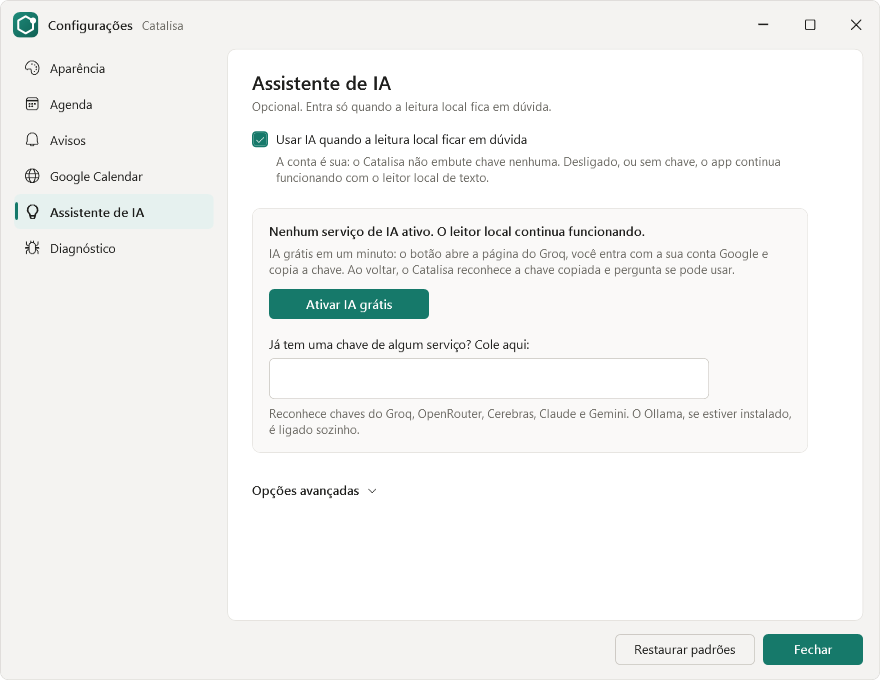 Configurações Catalisa
Aparência
Agenda
Avisos
Google Calendar
Assistente de IA
Diagnóstico
Assistente de IA
Opcional. Entra só quando a leitura local fica em dúvida.
Usar IA quando a leitura local ficar em dúvida
A conta é sua: o Catalisa não embute chave nenhuma. Desligado, ou sem chave, o app continua
funcionando com o leitor local de texto.
Nenhum serviço de IA ativo. O leitor local continua funcionando.
IA grátis em um minuto: o botão abre a página do Groq, você entra com a sua conta Google e
copia a chave. Ao voltar, o Catalisa reconhece a chave copiada e pergunta se pode usar.
Ativar IA grátis
Já tem uma chave de algum serviço? Cole aqui:
Reconhece chaves do Groq, OpenRouter, Cerebras, Claude e Gemini. O Ollama, se estiver instalado,
é ligado sozinho.
Opções avançadas
Restaurar padrões
Fechar